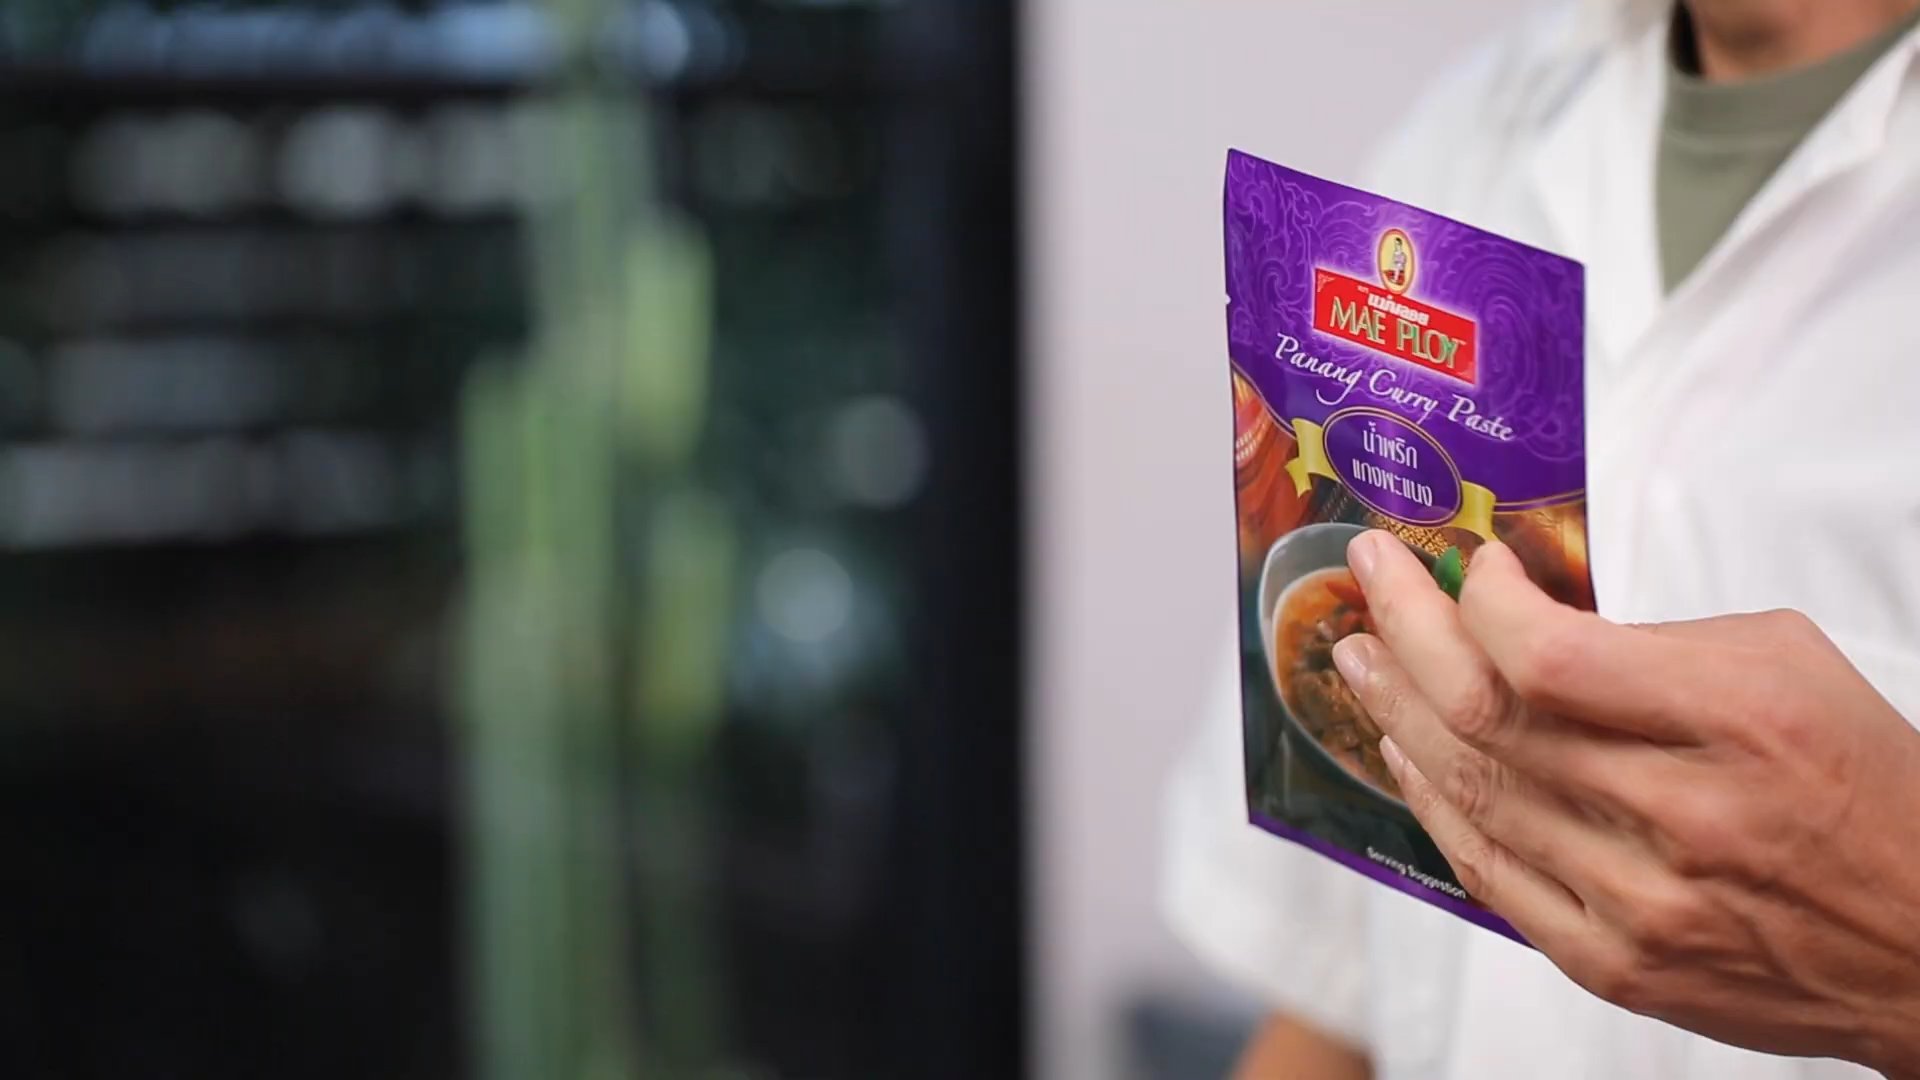 แม่พลอย
MAE PLOY
Panang Curry Paste
น้ำพริก
แกงพะแนง
Serving Suggestion